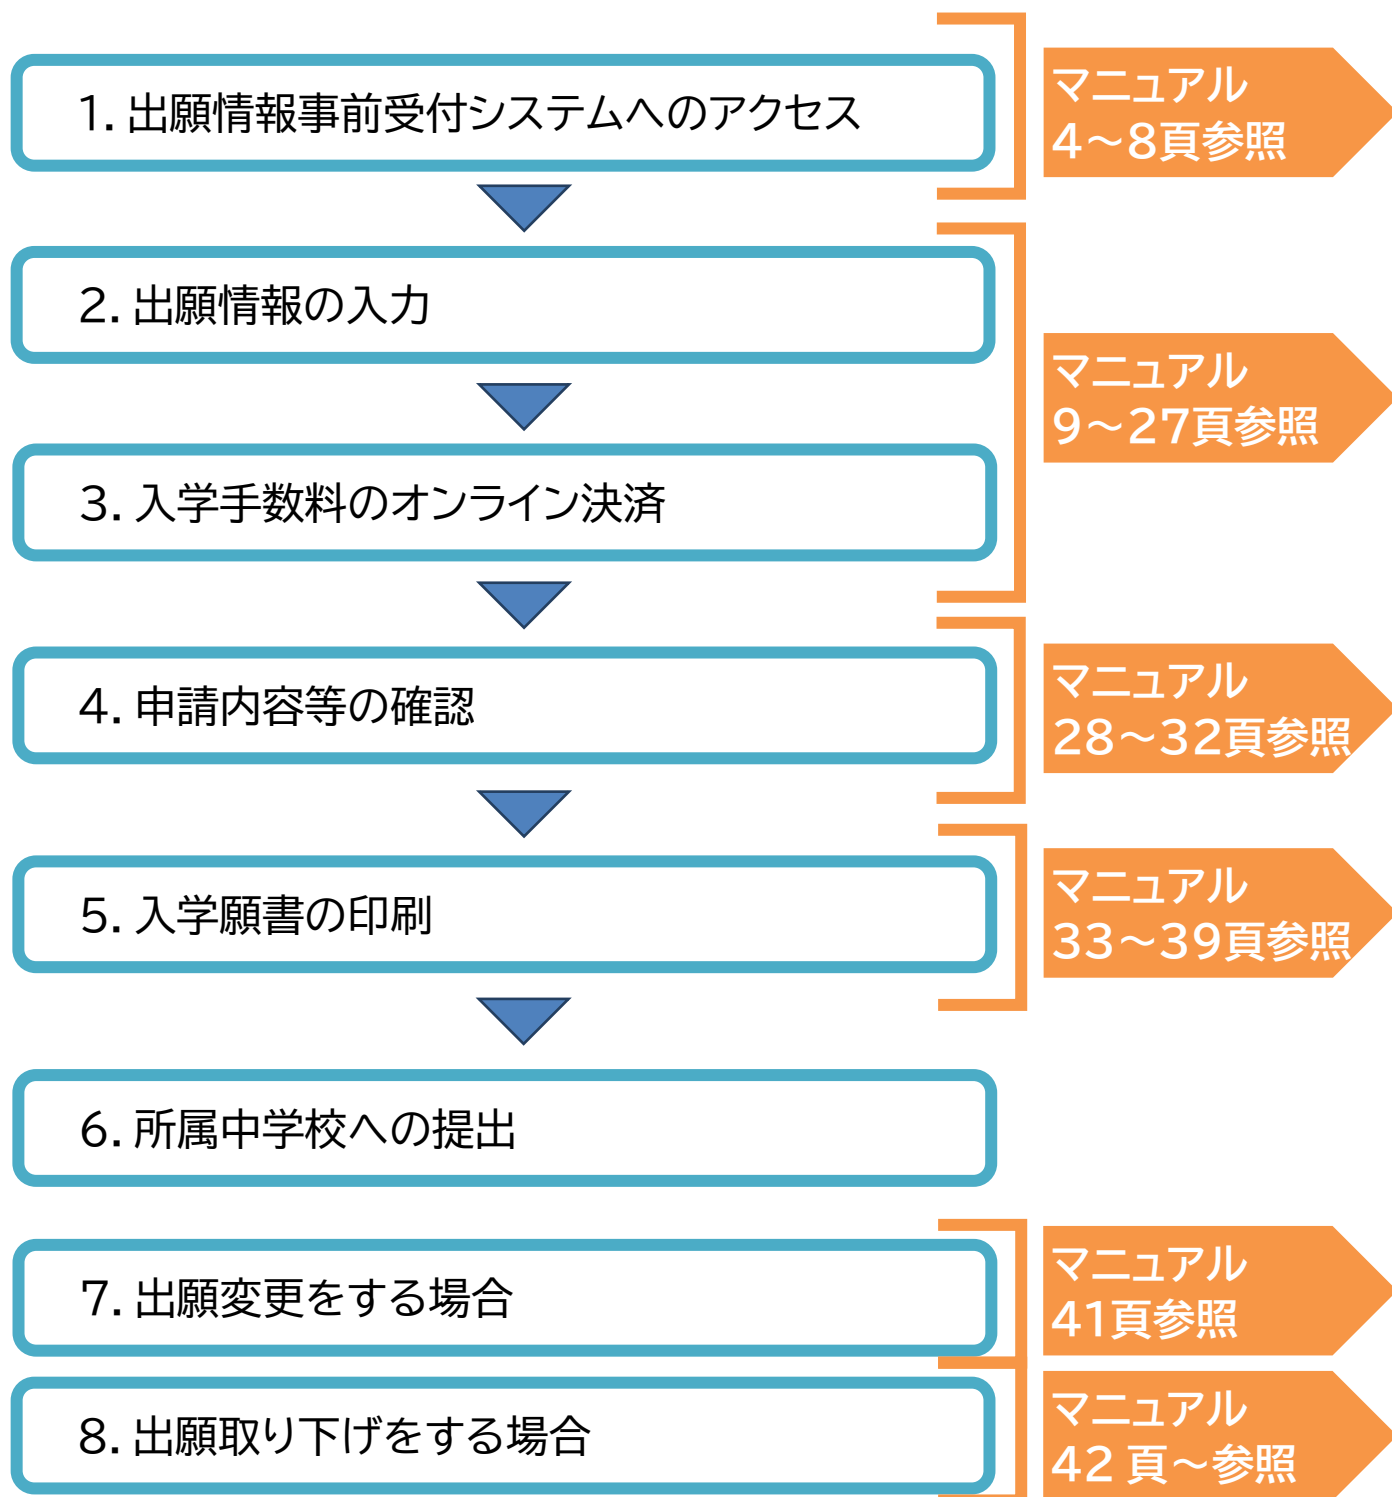 1. 出願情報事前受付システムへのアクセス
マニュアル
4～8頁参照
2. 出願情報の入力
マニュアル
9～27頁参照
3. 入学手数料のオンライン決済
4. 申請内容等の確認
マニュアル
28～32頁参照
5. 入学願書の印刷
マニュアル
33～39頁参照
6. 所属中学校への提出
7. 出願変更をする場合
マニュアル
41頁参照
8. 出願取り下げをする場合
マニュアル
42 頁～参照